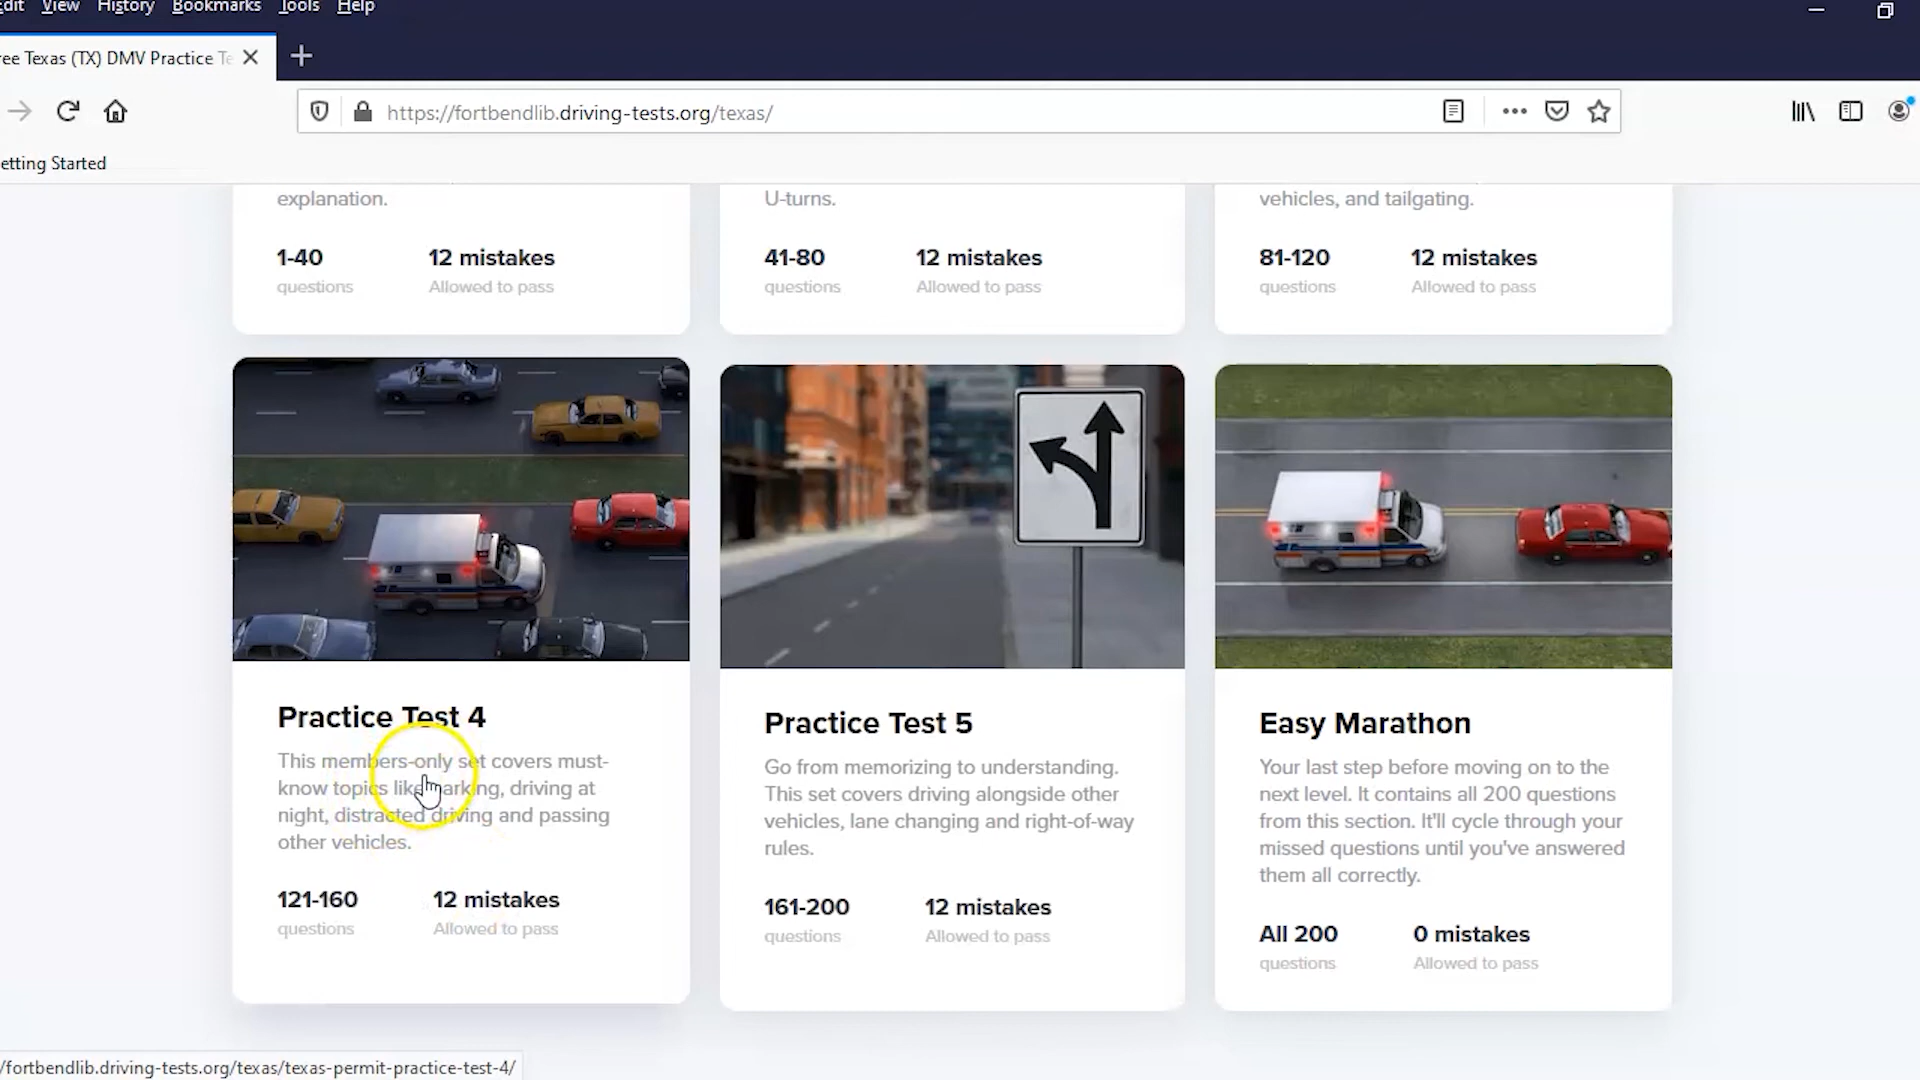 Edit View History Bookmarks Tools Help
ree Texas (TX) DMV Practice Te
https://fortbendlib.driving-tests.org/texas/
etting Started
explanation.
1-40 12 mistakes
questions Allowed to pass
U-turns.
41-80 12 mistakes
questions Allowed to pass
vehicles, and tailgating.
81-120 12 mistakes
questions Allowed to pass
Practice Test 4
This members-only set covers must-
know topics like parking, driving at
night, distracted driving and passing
other vehicles.
121-160 12 mistakes
questions Allowed to pass
Practice Test 5
Go from memorizing to understanding.
This set covers driving alongside other
vehicles, lane changing and right-of-way
rules.
161-200 12 mistakes
questions Allowed to pass
Easy Marathon
Your last step before moving on to the
next level. It contains all 200 questions
from this section. It'll cycle through your
missed questions until you've answered
them all correctly.
All 200 0 mistakes
questions Allowed to pass
/fortbendlib.driving-tests.org/texas/texas-permit-practice-test-4/